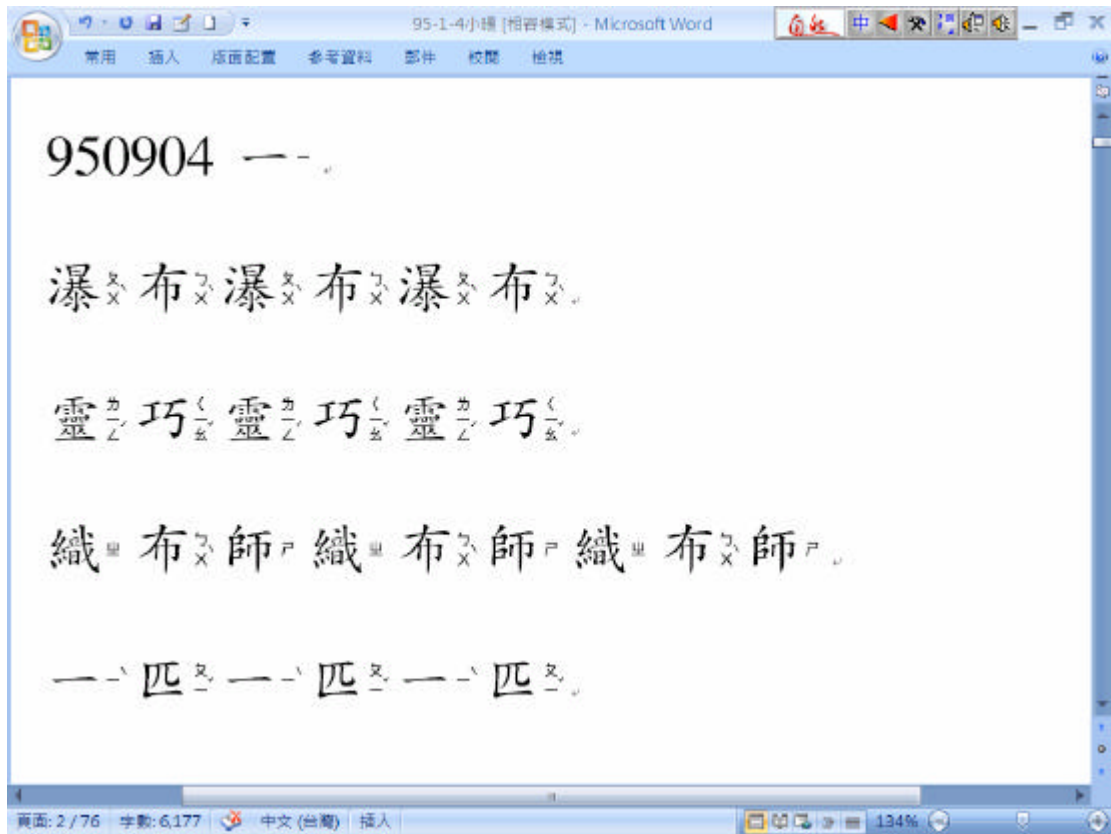 95-1-4小語 [相容模式] - Microsoft Word
中
常用 插入 版面配置 參考資料 郵件 校閱 檢視
950904 一ㄧ
瀑ㄆㄨˋ布ㄅㄨˋ瀑ㄆㄨˋ布ㄅㄨˋ瀑ㄆㄨˋ布ㄅㄨˋ
靈ㄌㄧㄥˊ巧ㄑㄧㄠˇ靈ㄌㄧㄥˊ巧ㄑㄧㄠˇ靈ㄌㄧㄥˊ巧ㄑㄧㄠˇ
織ㄓ布ㄅㄨˋ師ㄕ織ㄓ布ㄅㄨˋ師ㄕ織ㄓ布ㄅㄨˋ師ㄕ
一ㄧˋ匹ㄆㄧˇ一ㄧˋ匹ㄆㄧˇ一ㄧˋ匹ㄆㄧˇ
頁面: 2 / 76 字數: 6,177 中文 (台灣) 插入 134%